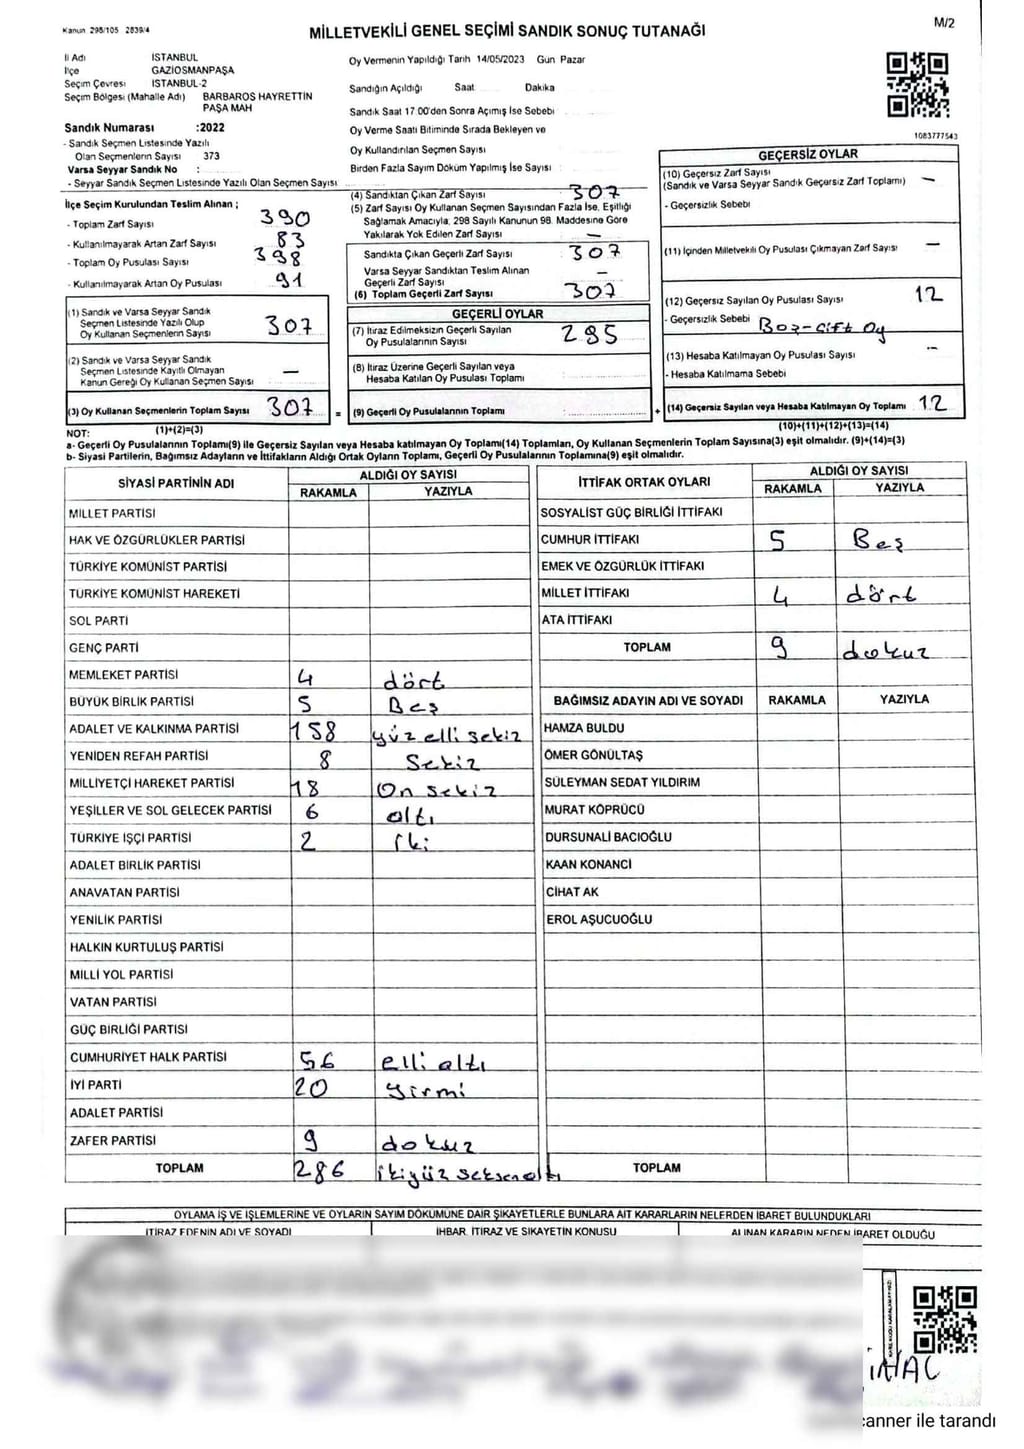 Kanun 298/105 2839/4
MİLLETVEKİLİ GENEL SEÇİMİ SANDIK SONUÇ TUTANAĞI
M/2
İl Adı İSTANBUL
İlçe GAZİOSMANPAŞA
Seçim Çevresi İSTANBUL-2
Seçim Bölgesi (Mahalle Adı) BARBAROS HAYRETTİN
PAŞA MAH
Sandık Numarası :2022
- Sandık Seçmen Listesinde Yazılı
Olan Seçmenlerin Sayısı 373
Varsa Seyyar Sandık No :
- Seyyar Sandık Seçmen Listesinde Yazılı Olan Seçmen Sayısı
Oy Vermenin Yapıldığı Tarih 14/05/2023 Gün Pazar
Sandığın Açıldığı Saat Dakika
Sandık Saat 17 00'den Sonra Açımış İse Sebebi
Oy Verme Saati Bitiminde Sırada Bekleyen ve
Oy Kullandırılan Seçmen Sayısı
Birden Fazla Sayım Döküm Yapılmış İse Sayısı :
1083777543
İlçe Seçim Kurulundan Teslim Alınan ;
- Toplam Zarf Sayısı 390
- Kullanılmayarak Artan Zarf Sayısı 83
- Toplam Oy Pusulası Sayısı 398
- Kullanılmayarak Artan Oy Pusulası 91
(1) Sandık ve Varsa Seyyar Sandık
Seçmen Listesinde Yazılı Olup
Oy Kullanan Seçmenlerin Sayısı 307
(2) Sandık ve Varsa Seyyar Sandık
Seçmen Listesinde Kayıtlı Olmayan
Kanun Gereği Oy Kullanan Seçmen Sayısı —
(3) Oy Kullanan Seçmenlerin Toplam Sayısı 307 =
(4) Sandıktan Çıkan Zarf Sayısı 307
(5) Zarf Sayısı Oy Kullanan Seçmen Sayısından Fazla İse, Eşitliği
Sağlamak Amacıyla, 298 Sayılı Kanunun 98. Maddesine Göre
Yakılarak Yok Edilen Zarf Sayısı —
Sandıkta Çıkan Geçerli Zarf Sayısı 307
Varsa Seyyar Sandıktan Teslim Alınan
Geçerli Zarf Sayısı —
(6) Toplam Geçerli Zarf Sayısı 307
GEÇERLİ OYLAR
(7) İtiraz Edilmeksizin Geçerli Sayılan
Oy Pusulalarının Sayısı 295
(8) İtiraz Üzerine Geçerli Sayılan veya
Hesaba Katılan Oy Pusulası Toplamı
(9) Geçerli Oy Pusulalarının Toplamı : +
GEÇERSİZ OYLAR
(10) Geçersiz Zarf Sayısı
(Sandık ve Varsa Seyyar Sandık Geçersiz Zarf Toplamı) —
- Geçersizlik Sebebi
(11) İçinden Milletvekili Oy Pusulası Çıkmayan Zarf Sayısı —
(12) Geçersiz Sayılan Oy Pusulası Sayısı 12
- Geçersizlik Sebebi Boş-Çift Oy
(13) Hesaba Katılmayan Oy Pusulası Sayısı —
- Hesaba Katılmama Sebebi
(14) Geçersiz Sayılan veya Hesaba Katılmayan Oy Toplamı 12
NOT: (1)+(2)=(3) (10)+(11)+(12)+(13)=(14)
a- Geçerli Oy Pusulalarının Toplamı(9) ile Geçersiz Sayılan veya Hesaba katılmayan Oy Toplamı(14) Toplamları, Oy Kullanan Seçmenlerin Toplam Sayısına(3) eşit olmalıdır. (9)+(14)=(3)
b- Siyasi Partilerin, Bağımsız Adayların ve İttifakların Aldığı Ortak Oyların Toplamı, Geçerli Oy Pusulalarının Toplamına(9) eşit olmalıdır.
SİYASİ PARTİNİN ADI ALDIĞI OY SAYISI
RAKAMLA YAZIYLA
MİLLET PARTİSİ
HAK VE ÖZGÜRLÜKLER PARTİSİ
TÜRKİYE KOMÜNİST PARTİSİ
TÜRKİYE KOMÜNİST HAREKETİ
SOL PARTİ
GENÇ PARTİ
MEMLEKET PARTİSİ 4 dört
BÜYÜK BİRLİK PARTİSİ 5 Beş
ADALET VE KALKINMA PARTİSİ 158 yüz elli sekiz
YENİDEN REFAH PARTİSİ 8 Sekiz
MİLLİYETÇİ HAREKET PARTİSİ 18 On sekiz
YEŞİLLER VE SOL GELECEK PARTİSİ 6 altı
TÜRKİYE İŞÇİ PARTİSİ 2 İki
ADALET BİRLİK PARTİSİ
ANAVATAN PARTİSİ
YENİLİK PARTİSİ
HALKIN KURTULUŞ PARTİSİ
MİLLİ YOL PARTİSİ
VATAN PARTİSİ
GÜÇ BİRLİĞİ PARTİSİ
CUMHURİYET HALK PARTİSİ 56 elli altı
İYİ PARTİ 20 yirmi
ADALET PARTİSİ
ZAFER PARTİSİ 9 dokuz
TOPLAM 286 ikiyüz seksen altı
İTTİFAK ORTAK OYLARI ALDIĞI OY SAYISI
RAKAMLA YAZIYLA
SOSYALİST GÜÇ BİRLİĞİ İTTİFAKI
CUMHUR İTTİFAKI 5 Beş
EMEK VE ÖZGÜRLÜK İTTİFAKI
MİLLET İTTİFAKI 4 dört
ATA İTTİFAKI
TOPLAM 9 dokuz
BAĞIMSIZ ADAYIN ADI VE SOYADI RAKAMLA YAZIYLA
HAMZA BULDU
ÖMER GÖNÜLTAŞ
SÜLEYMAN SEDAT YILDIRIM
MURAT KÖPRÜCÜ
DURSUNALİ BACIOĞLU
KAAN KONANCİ
CİHAT AK
EROL AŞUCUOĞLU
TOPLAM
OYLAMA İŞ VE İŞLEMLERİNE VE OYLARIN SAYIM DÖKÜMÜNE DAİR ŞİKAYETLERLE BUNLARA AİT KARARLARIN NELERDEN İBARET BULUNDUKLARI
İTİRAZ EDENİN ADI VE SOYADI İHBAR, İTİRAZ VE ŞİKAYETİN KONUSU ALINAN KARARIN NEDEN İBARET OLDUĞU
canner ile tarandı